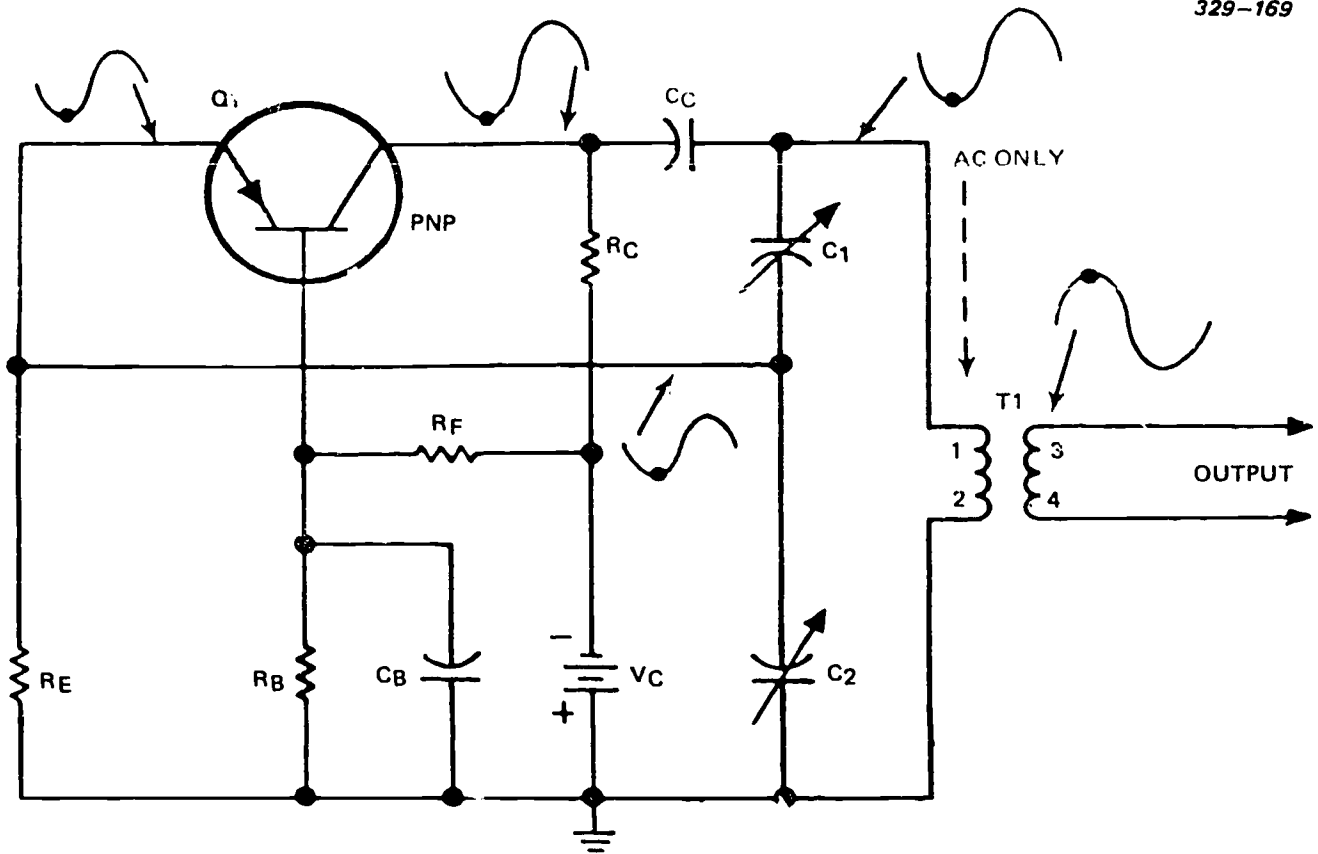 329–169
Q1
CC
AC ONLY
PNP
RC
C1
T1
RF
1
3
OUTPUT
2
4
RE
RB
CB
−
VC
+
C2